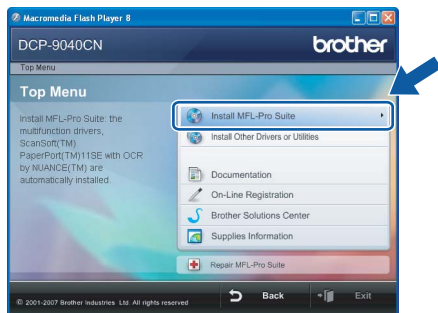 Macromedia Flash Player 8
DCP-9040CN
brother
Top Menu
Top Menu
Install MFL-Pro Suite: the
multifunction drivers,
ScanSoft(TM)
PaperPort(TM)11SE with OCR
by NUANCE(TM) are
automatically installed.
Install MFL-Pro Suite
Install Other Drivers or Utilities
Documentation
On-Line Registration
Brother Solutions Center
Supplies Information
Repair MFL-Pro Suite
© 2001-2007 Brother Industries. Ltd. All rights reserved
Back
Exit